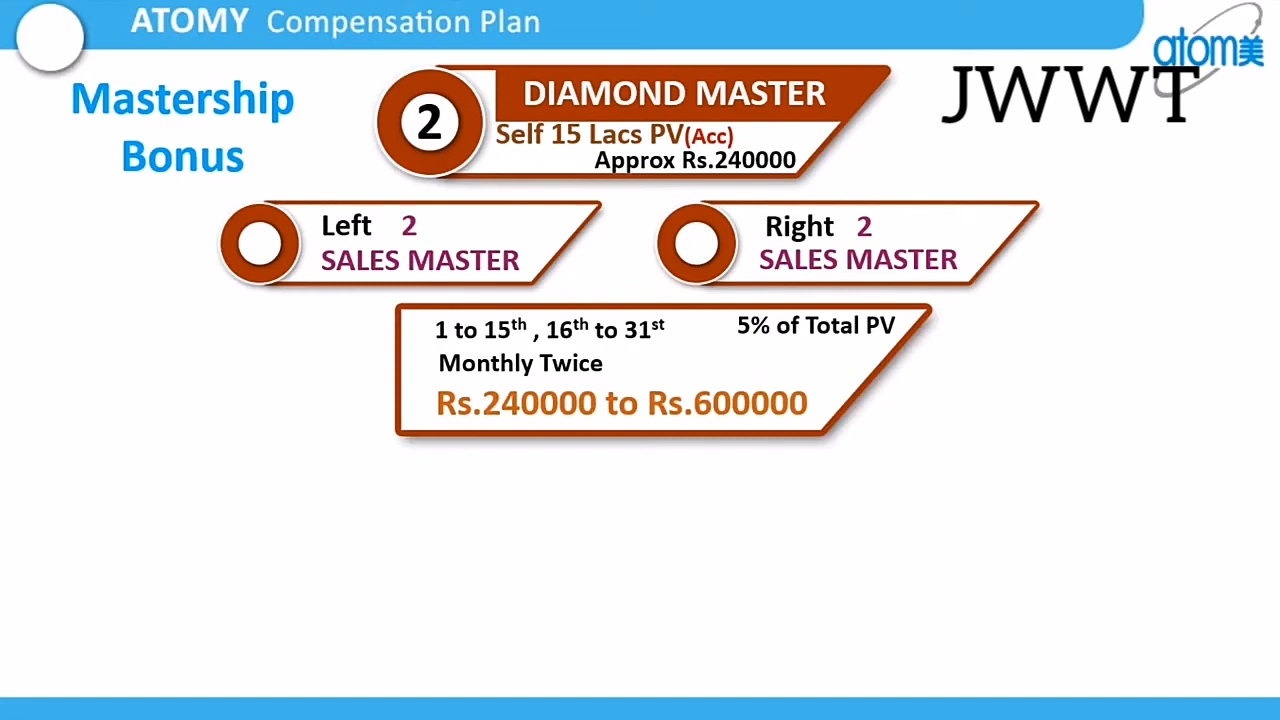 ATOMY Compensation Plan
atom美
JWWT
Mastership
Bonus
2
DIAMOND MASTER
Self 15 Lacs PV(Acc)
Approx Rs.240000
Left 2
SALES MASTER
Right 2
SALES MASTER
1 to 15th , 16th to 31st
5% of Total PV
Monthly Twice
Rs.240000 to Rs.600000